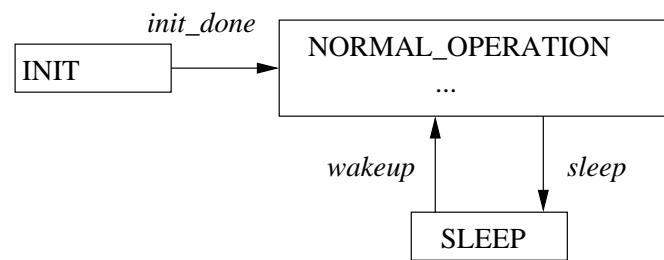 init_done
NORMAL_OPERATION
INIT
...
wakeup
sleep
SLEEP